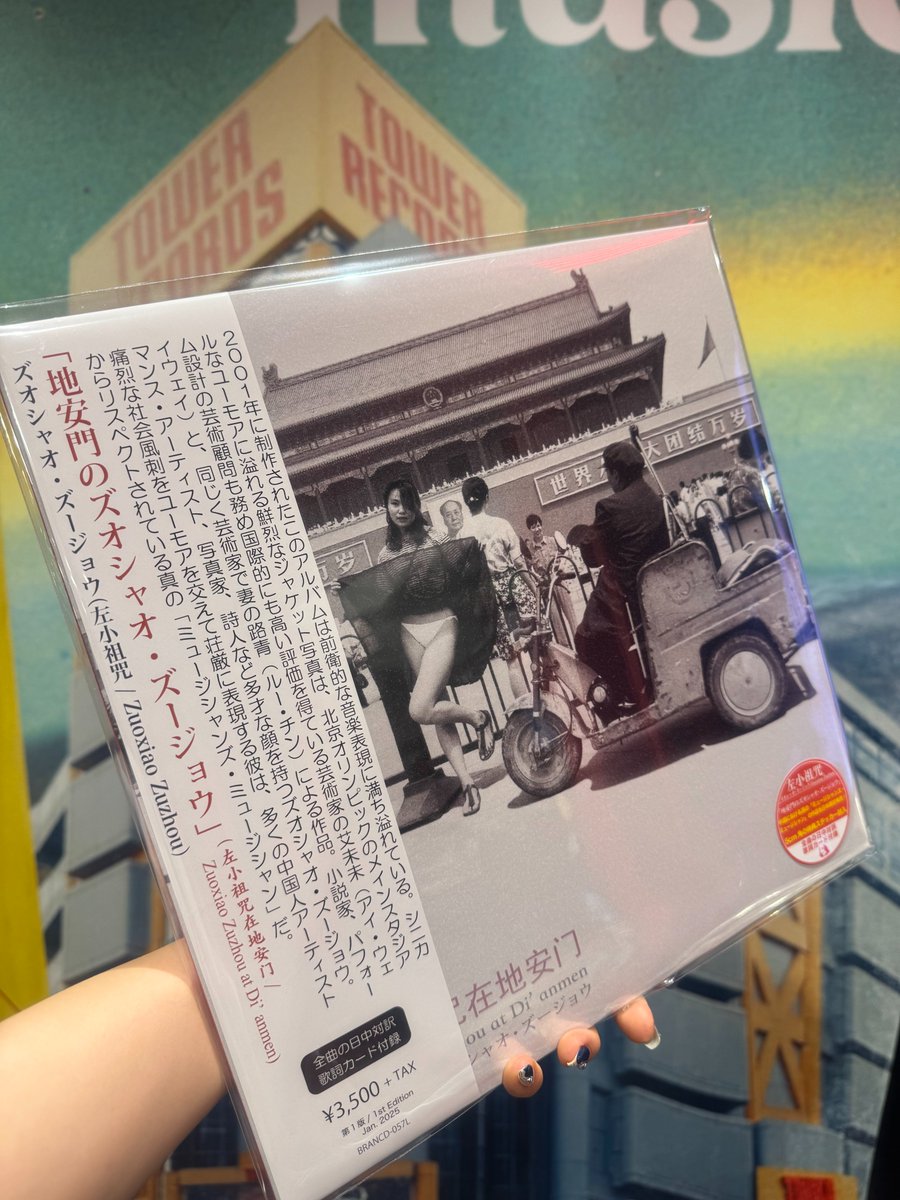 music
TOWER
RECORDS
TOWER
RECORD
「地安門のズオシャオ・ズージョウ」(左小祖咒在地安门 /
Zuoxiao Zuzhou at Di'anmen)
ズオシャオ・ズージョウ(左小祖咒 / Zuoxiao Zuzhou)
2001年に制作されたこのアルバムは前衛的な音楽表現に満ち溢れている。シニカ
ルなユーモアに溢れる鮮烈なジャケット写真は、北京オリンピックのメインスタジア
ム設計の芸術顧問も務め国際的にも高い評価を得ている芸術家の艾未未(アイ・ウェ
イウェイ)と、同じく芸術家で妻の路青(ルー・チン)による作品。小説家、パフォー
マンス・アーティスト、写真家、詩人など多才な顔を持つズオシャオ・ズージョウ。
痛烈な社会風刺をユーモアを交えて荘厳に表現する彼は、多くの中国人アーティスト
からリスペクトされている真の「ミュージシャンズ・ミュージシャン」だ。
全曲の日中対訳
歌詞カード付録
¥3,500 + TAX
第1版 / 1st Edition
Jan. 2025
BRANCD-057L
万岁
世界
大团结万岁
左小祖咒
咒在地安门
ou at Di'anmen
シャオ・ズージョウ